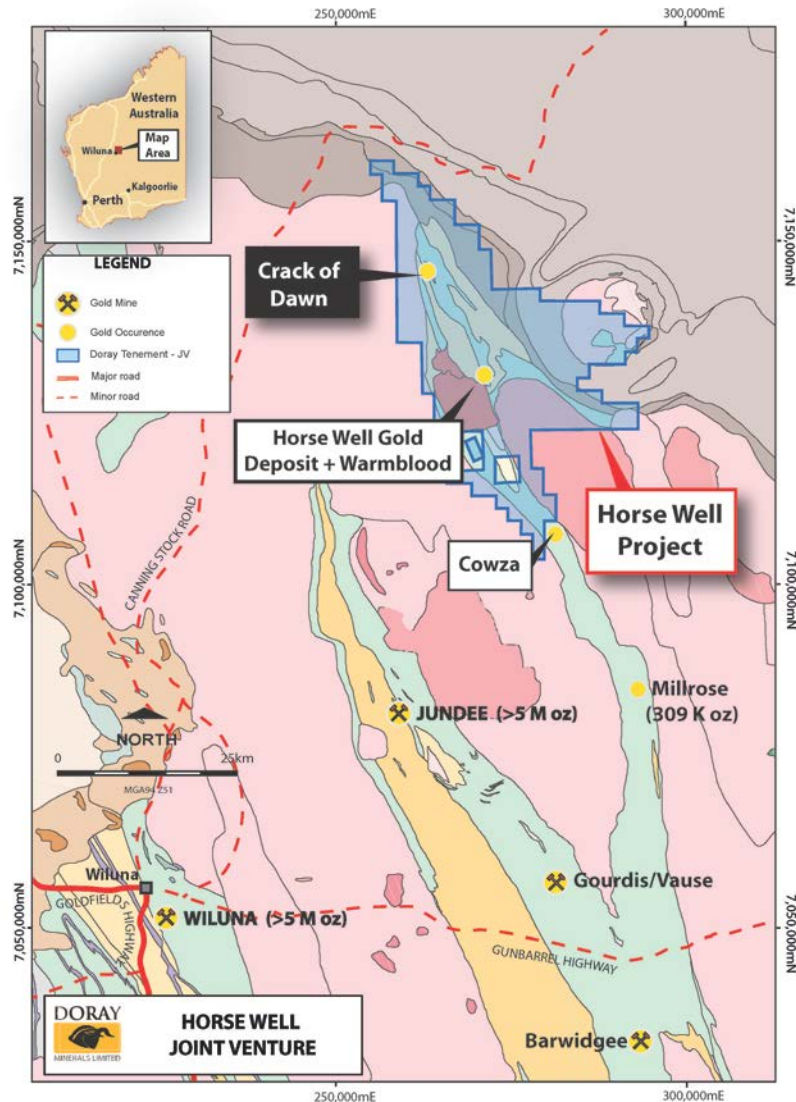 250,000mE
300,000mE
Western
Australia
Wiluna
Map
Area
Kalgoorlie
Perth
7,150,000mN
7,150,000mN
LEGEND
Gold Mine
Gold Occurence
Doray Tenement - JV
Major road
Minor road
Crack of
Dawn
Horse Well Gold
Deposit + Warmblood
Horse Well
Project
Cowza
CANNING STOCK ROAD
7,100,000mN
7,100,000mN
Millrose
(309 K oz)
JUNDEE (>5 M oz)
NORTH
0
25km
MGA94 Z51
Wiluna
GOLDFIELDS HIGHWAY
WILUNA (>5 M oz)
Gourdis/Vause
GUNBARREL HIGHWAY
7,050,000mN
7,050,000mN
Barwidgee
DORAY
MINERALS LIMITED
HORSE WELL
JOINT VENTURE
250,000mE
300,000mE